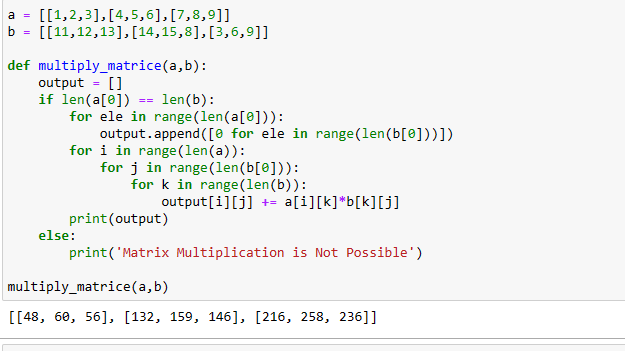 a = [[1,2,3],[4,5,6],[7,8,9]]
b = [[11,12,13],[14,15,8],[3,6,9]]
def multiply_matrice(a,b):
    output = []
    if len(a[0]) == len(b):
        for ele in range(len(a[0])):
            output.append([0 for ele in range(len(b[0]))])
        for i in range(len(a)):
            for j in range(len(b[0])):
                for k in range(len(b)):
                    output[i][j] += a[i][k]*b[k][j]
        print(output)
    else:
        print('Matrix Multiplication is Not Possible')
multiply_matrice(a,b)
[[48, 60, 56], [132, 159, 146], [216, 258, 236]]